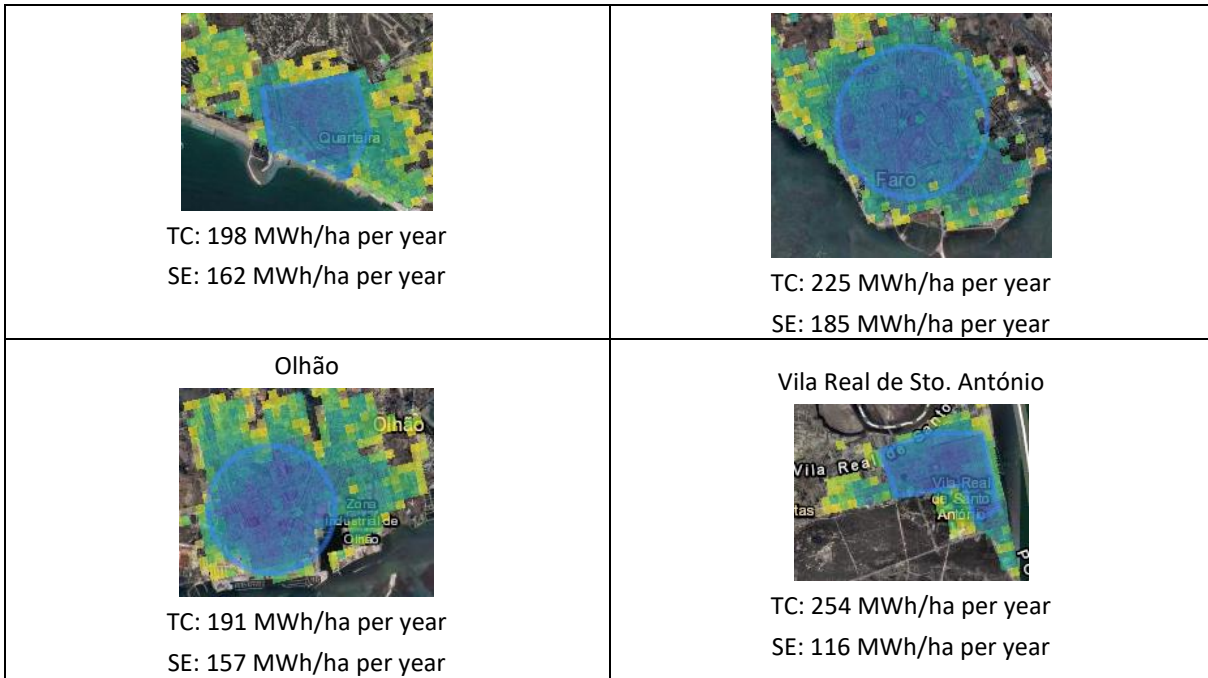 Quarteira
TC: 198 MWh/ha per year
SE: 162 MWh/ha per year
Faro
TC: 225 MWh/ha per year
SE: 185 MWh/ha per year
Olhão
Olhão
Zona
Industrial de
Olhão
TC: 191 MWh/ha per year
SE: 157 MWh/ha per year
Vila Real de Sto. António
Vila Real de Santo
Vila Real
de Santo
António
tas
TC: 254 MWh/ha per year
SE: 116 MWh/ha per year